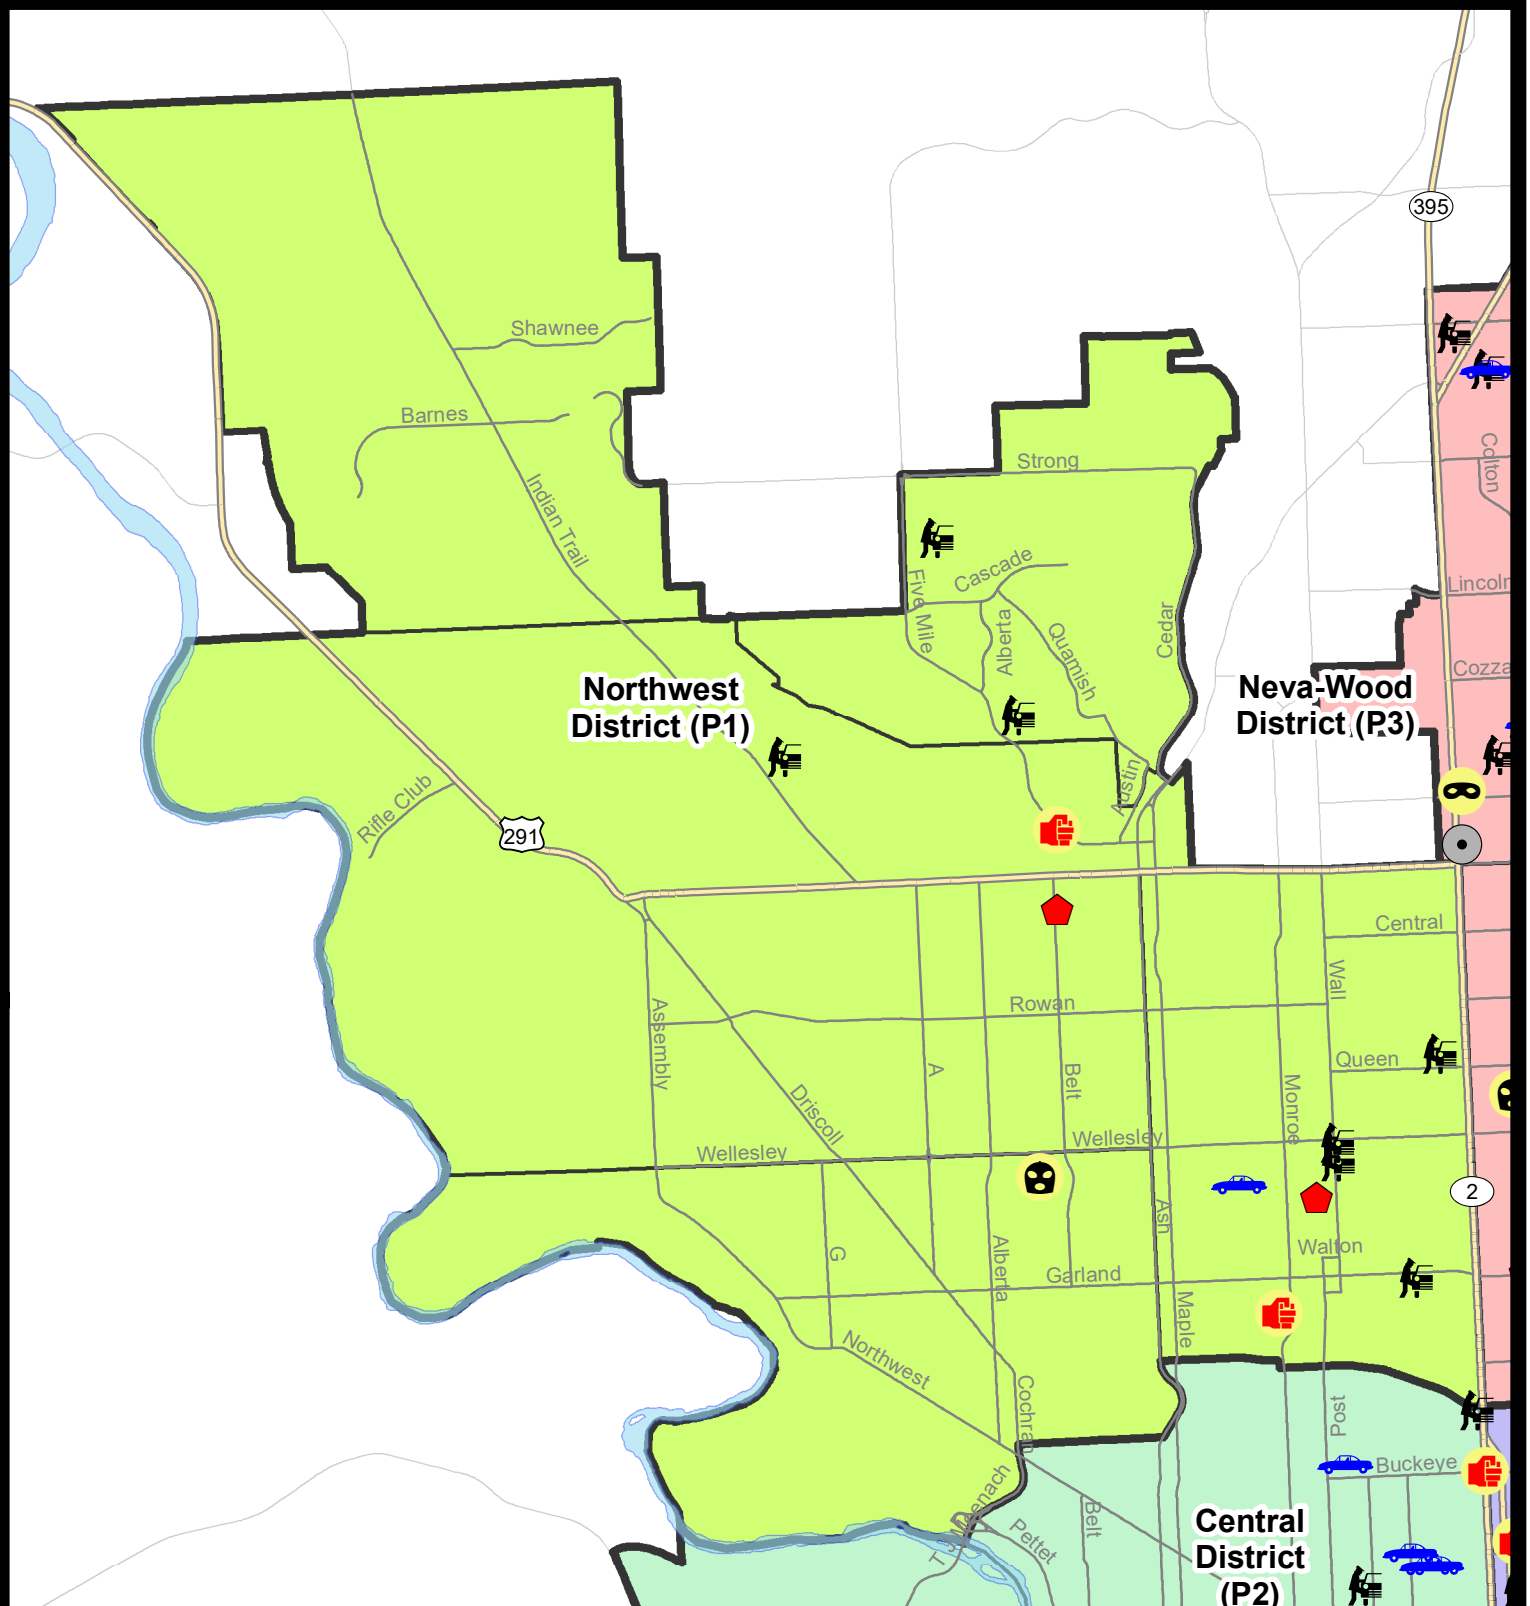 395
Shawnee
Barnes
Colton
Strong
Indian Trail
Cascade
Five Mile
Alberta
Quamish
Cedar
Lincoln
Cozza
Northwest
District (P1)
Neva-Wood
District (P3)
Austin
Rifle Club
291
Central
Wall
Rowan
Assembly
A
Belt
Queen
Monroe
Driscoll
Wellesley
Wellesley
2
Ash
Walton
G
Alberta
Garland
Maple
Northwest
Cochran
Post
Buckeye
Belt
Pettet
Central
District
(P2)